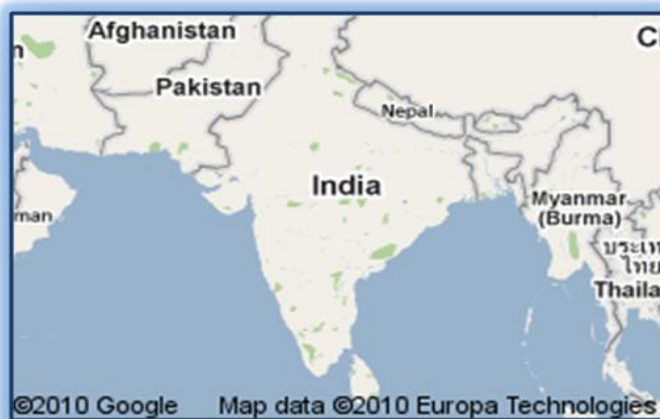 Afghanistan
C
n
Pakistan
Nepal
India
Myanmar
(Burma)
man
ประเท
ไทย
Thaila
©2010 Google Map data ©2010 Europa Technologies